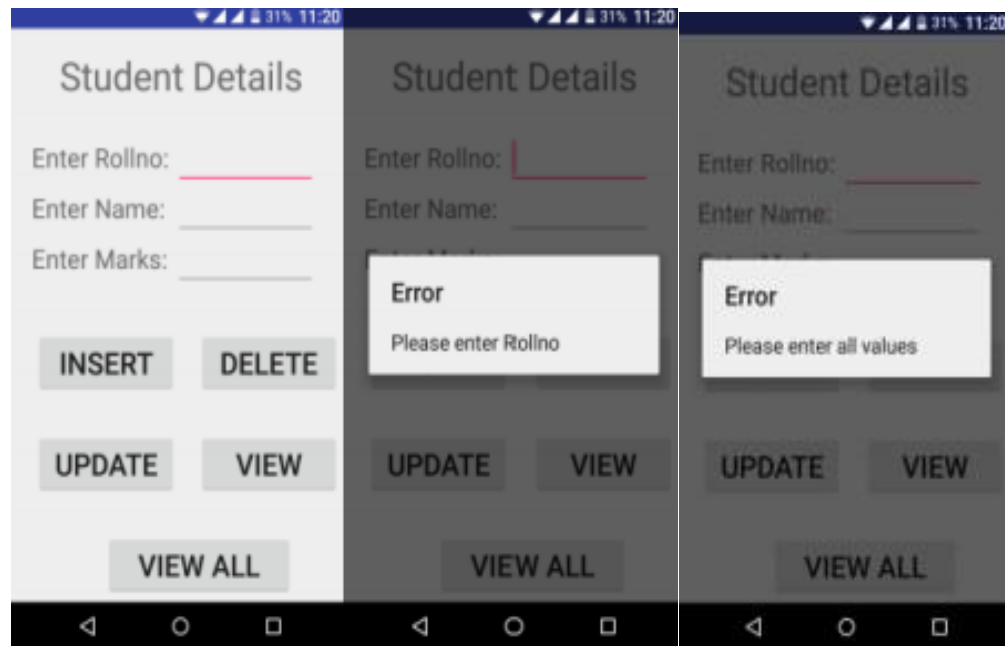 31% 11:20
Student Details
Enter Rollno:
Enter Name:
Enter Marks:
INSERT DELETE
UPDATE VIEW
VIEW ALL
31% 11:20
Student Details
Enter Rollno:
Enter Name:
Error
Please enter Rollno
UPDATE VIEW
VIEW ALL
31% 11:20
Student Details
Enter Rollno:
Enter Name:
Error
Please enter all values
UPDATE VIEW
VIEW ALL